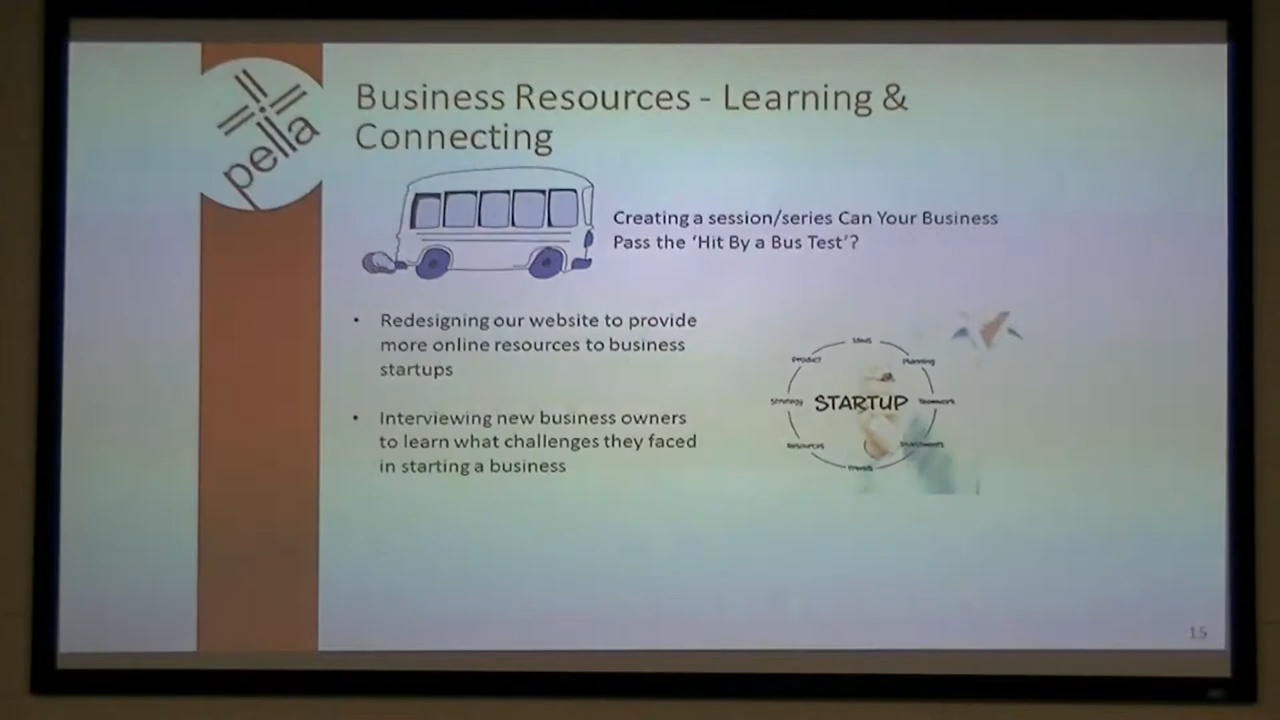 pella
Business Resources - Learning &
Connecting
Creating a session/series Can Your Business
Pass the ‘Hit By a Bus Test’?
• Redesigning our website to provide
more online resources to business
startups
• Interviewing new business owners
to learn what challenges they faced
in starting a business
Product
Planning
Strategy
STARTUP
Teamwork
Resources
15